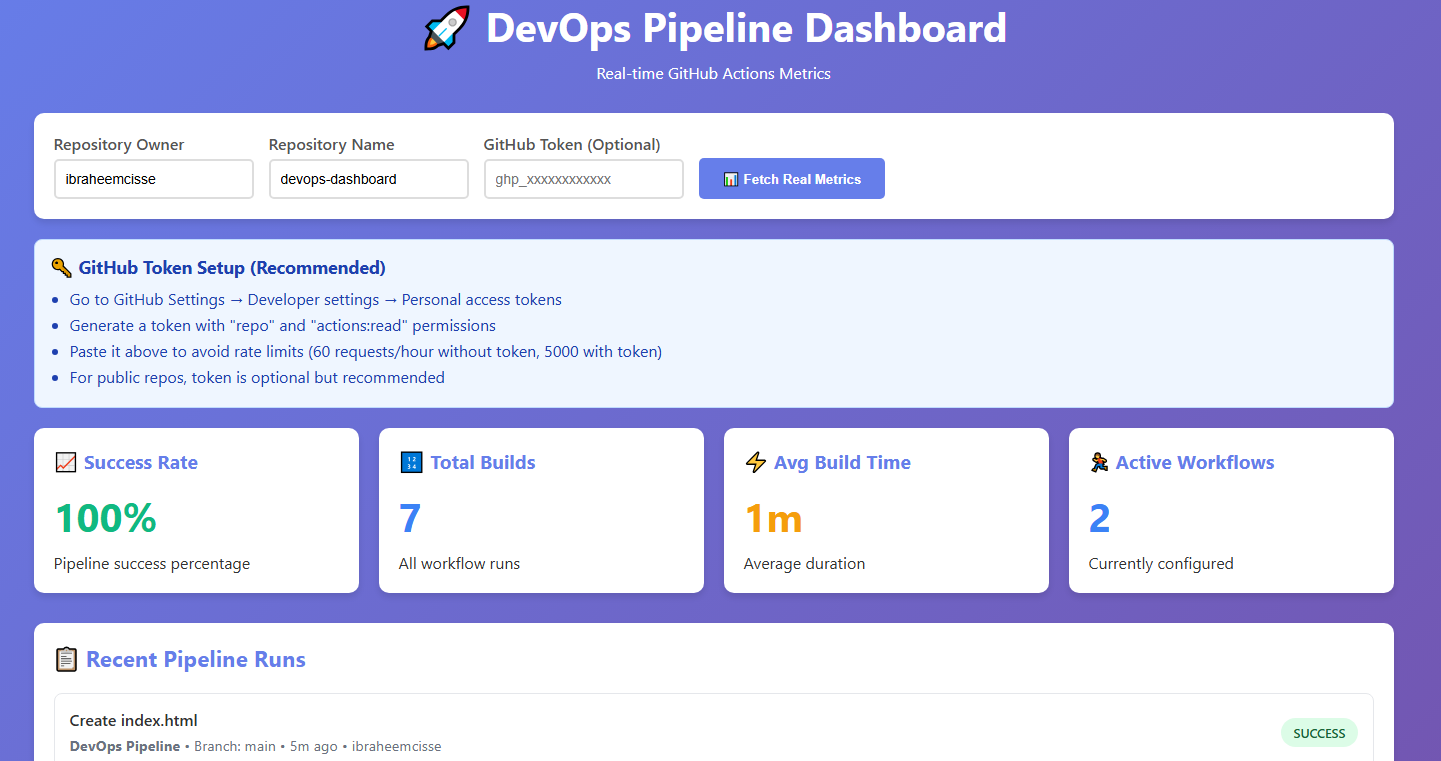 DevOps Pipeline Dashboard
Real-time GitHub Actions Metrics
Repository Owner
Repository Name
GitHub Token (Optional)
ibraheemcisse
devops-dashboard
ghp_xxxxxxxxxxxx
Fetch Real Metrics
GitHub Token Setup (Recommended)
Go to GitHub Settings → Developer settings → Personal access tokens
Generate a token with "repo" and "actions:read" permissions
Paste it above to avoid rate limits (60 requests/hour without token, 5000 with token)
For public repos, token is optional but recommended
Success Rate
100%
Pipeline success percentage
Total Builds
7
All workflow runs
Avg Build Time
1m
Average duration
Active Workflows
2
Currently configured
Recent Pipeline Runs
Create index.html
DevOps Pipeline • Branch: main • 5m ago • ibraheemcisse
SUCCESS